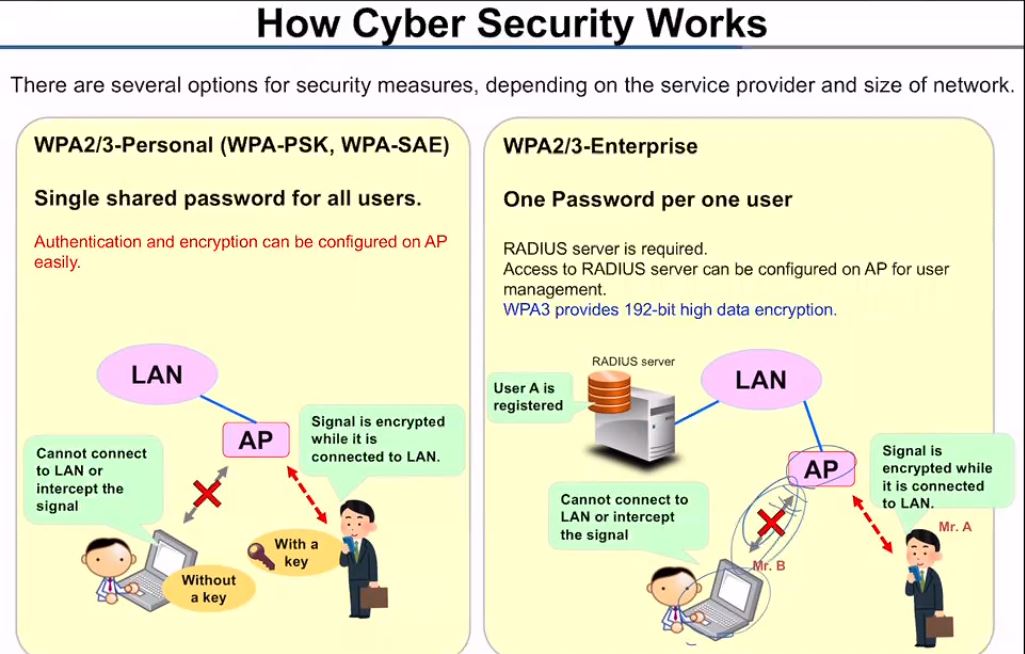 How Cyber Security Works
There are several options for security measures, depending on the service provider and size of network.
WPA2/3-Personal (WPA-PSK, WPA-SAE)
Single shared password for all users.
Authentication and encryption can be configured on AP
easily.
LAN
AP
Signal is encrypted
while it is
connected to LAN.
Cannot connect
to LAN or
intercept the
signal
With a
key
Without
a key
WPA2/3-Enterprise
One Password per one user
RADIUS server is required.
Access to RADIUS server can be configured on AP for user
management.
WPA3 provides 192-bit high data encryption.
RADIUS server
User A is
registered
LAN
AP
Signal is
encrypted while
it is connected
to LAN.
Cannot connect to
LAN or intercept
the signal
Mr. A
Mr. B